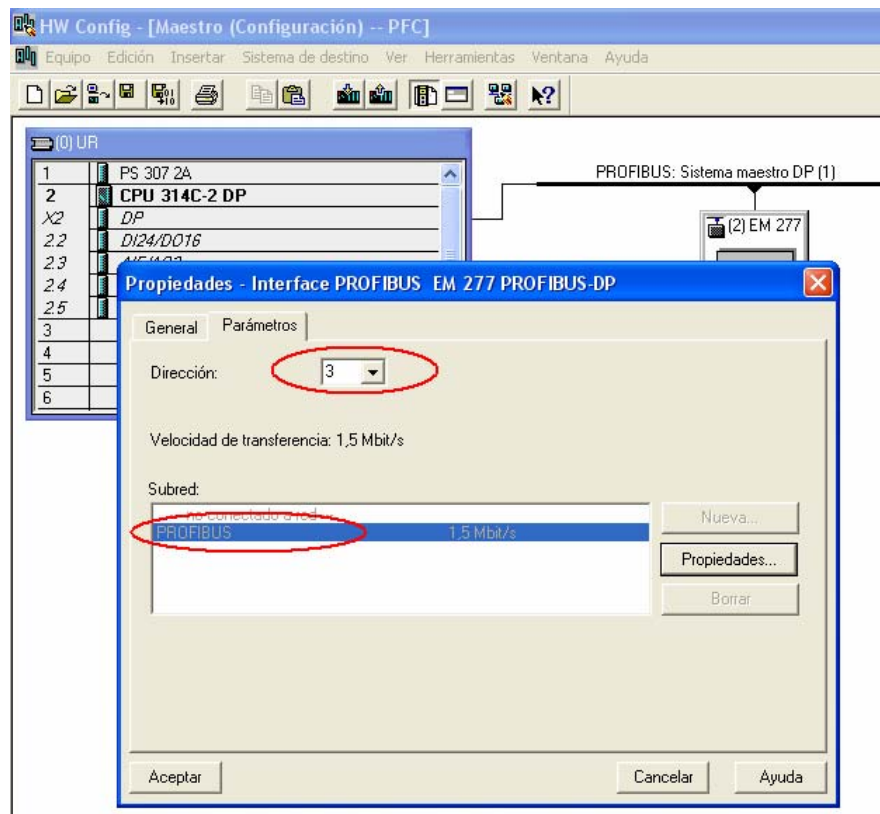 HW Config - [Maestro (Configuración) -- PFC]
Equipo Edición Insertar Sistema de destino Ver Herramientas Ventana Ayuda
(0) UR
1 PS 307 2A
2 CPU 314C-2 DP
X2 DP
2.2 DI24/DO16
2.3
2.4
2.5
3
4
5
6
PROFIBUS: Sistema maestro DP (1)
(2) EM 277
Propiedades - Interface PROFIBUS EM 277 PROFIBUS-DP
General Parámetros
Dirección: 3
Velocidad de transferencia: 1,5 Mbit/s
Subred:
--- no conectado a red ---
PROFIBUS 1,5 Mbit/s
Nueva...
Propiedades...
Borrar
Aceptar Cancelar Ayuda